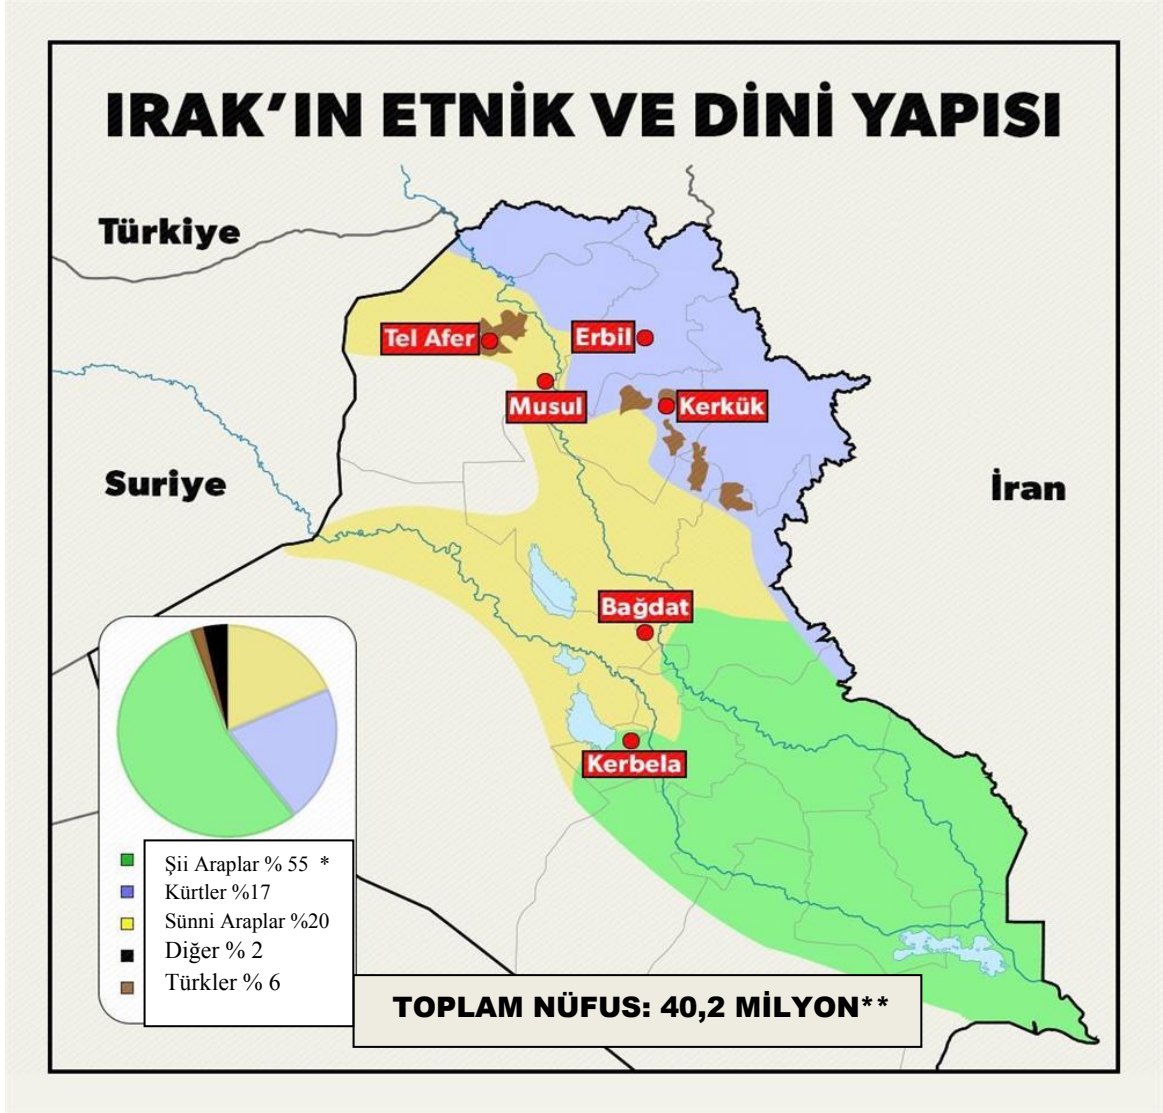 IRAK’IN ETNİK VE DİNİ YAPISI
Türkiye
Tel Afer
Erbil
Musul
Kerkük
Suriye
İran
Bağdat
Kerbela
Şii Araplar % 55 *
Kürtler %17
Sünni Araplar %20
Diğer % 2
Türkler % 6
TOPLAM NÜFUS: 40,2 MİLYON**